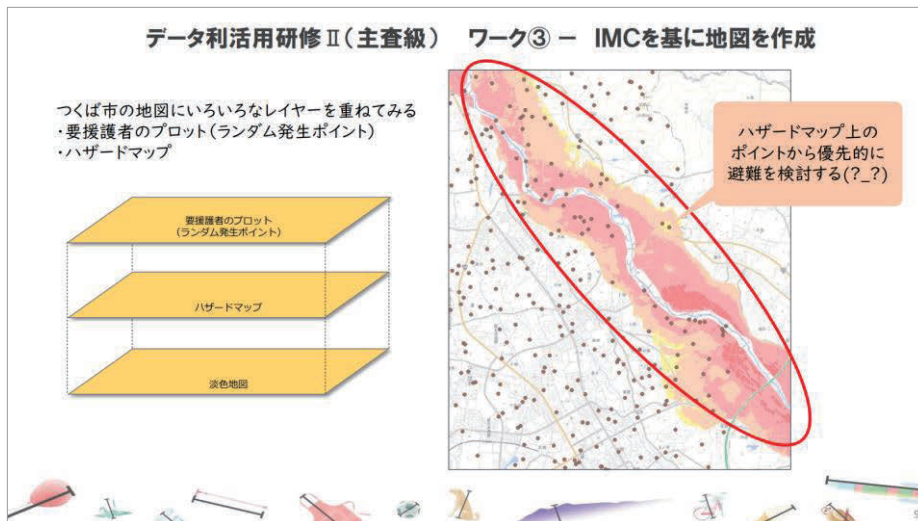 データ利活用研修Ⅱ(主査級) ワーク③ － IMCを基に地図を作成
つくば市の地図にいろいろなレイヤーを重ねてみる
・要援護者のプロット(ランダム発生ポイント)
・ハザードマップ
要援護者のプロット
(ランダム発生ポイント)
ハザードマップ
淡色地図
ハザードマップ上の
ポイントから優先的に
避難を検討する(?_?)